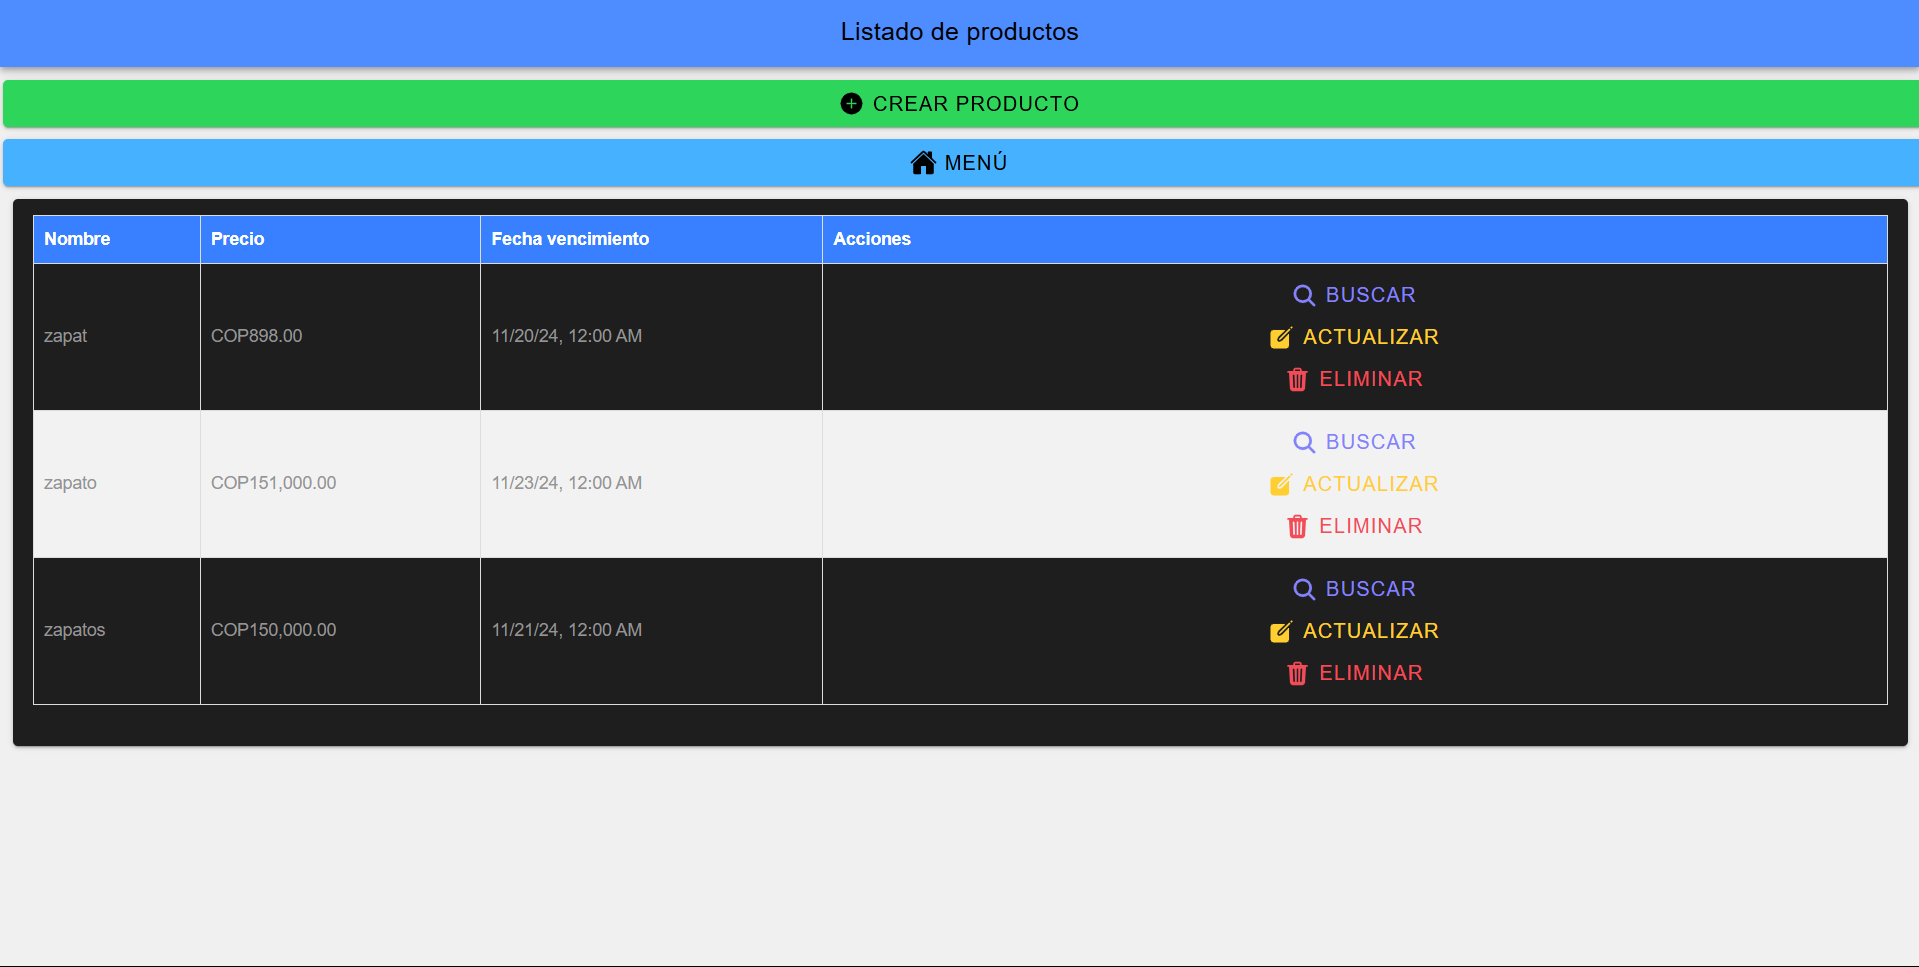 Listado de productos
CREAR PRODUCTO
MENÚ
Nombre Precio Fecha vencimiento Acciones
BUSCAR
zapat COP898.00 11/20/24, 12:00 AM ACTUALIZAR
ELIMINAR
BUSCAR
zapato COP151,000.00 11/23/24, 12:00 AM ACTUALIZAR
ELIMINAR
BUSCAR
zapatos COP150,000.00 11/21/24, 12:00 AM ACTUALIZAR
ELIMINAR